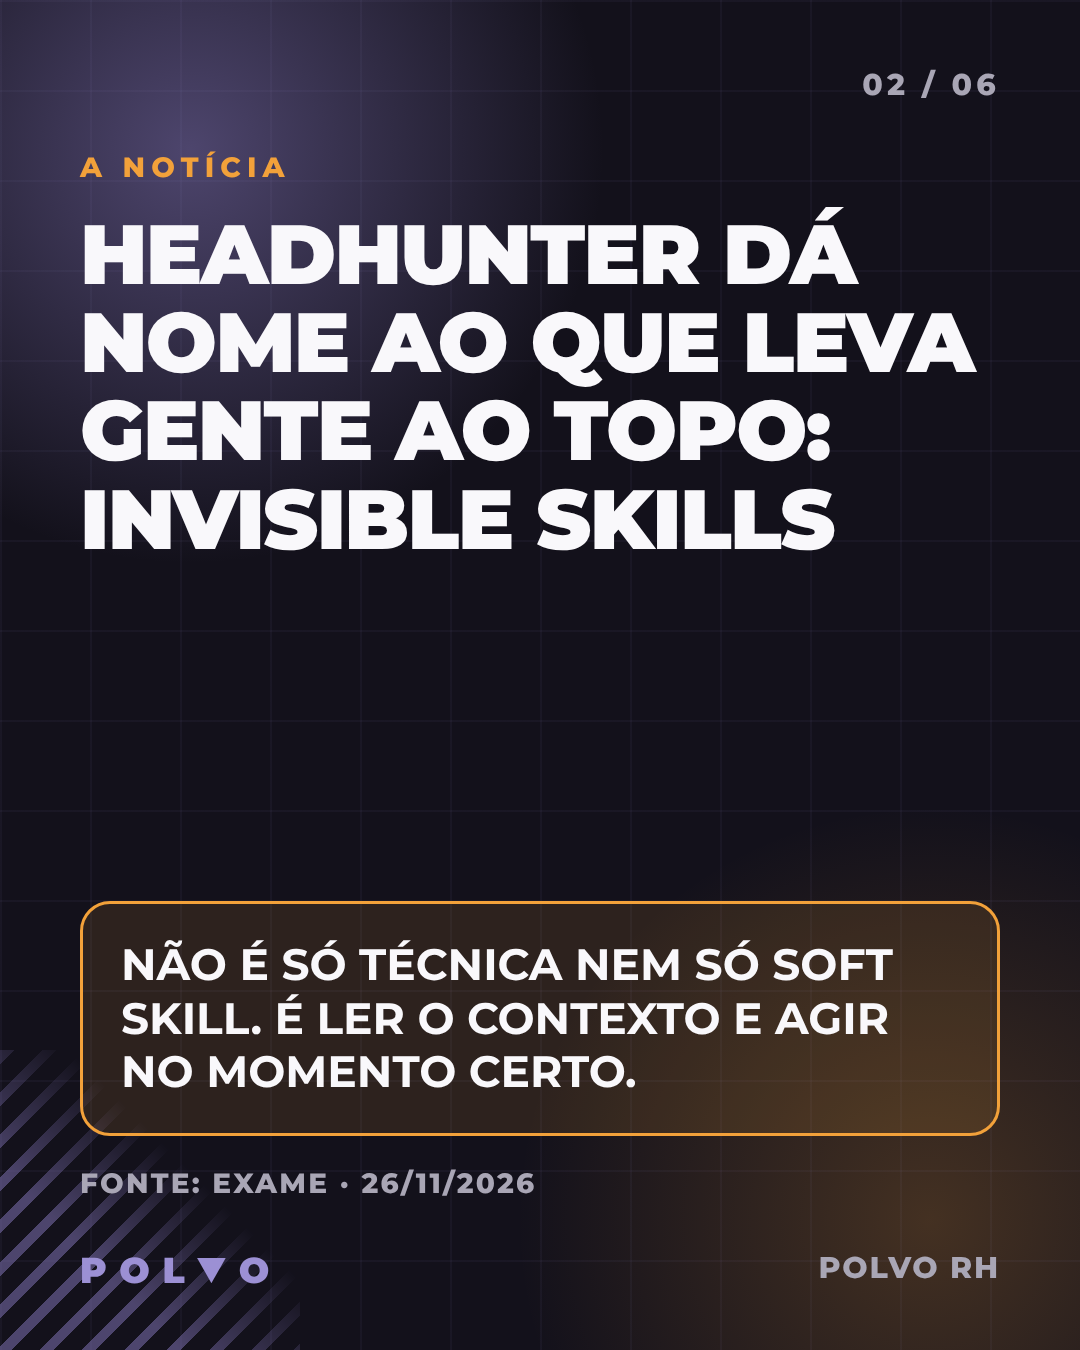 02 / 06
A NOTÍCIA
HEADHUNTER DÁ
NOME AO QUE LEVA
GENTE AO TOPO:
INVISIBLE SKILLS
NÃO É SÓ TÉCNICA NEM SÓ SOFT
SKILL. É LER O CONTEXTO E AGIR
NO MOMENTO CERTO.
FONTE: EXAME · 26/11/2026
POLVO
POLVO RH